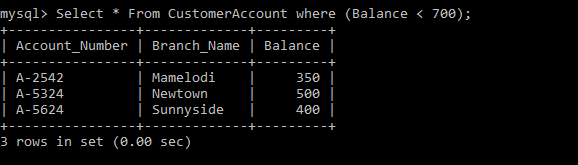 mysql> Select * From CustomerAccount where (Balance < 700);
+----------------+-------------+---------+
| Account_Number | Branch_Name | Balance |
+----------------+-------------+---------+
| A-2542         | Mamelodi    |     350 |
| A-5324         | Newtown     |     500 |
| A-5624         | Sunnyside   |     400 |
+----------------+-------------+---------+
3 rows in set (0.00 sec)